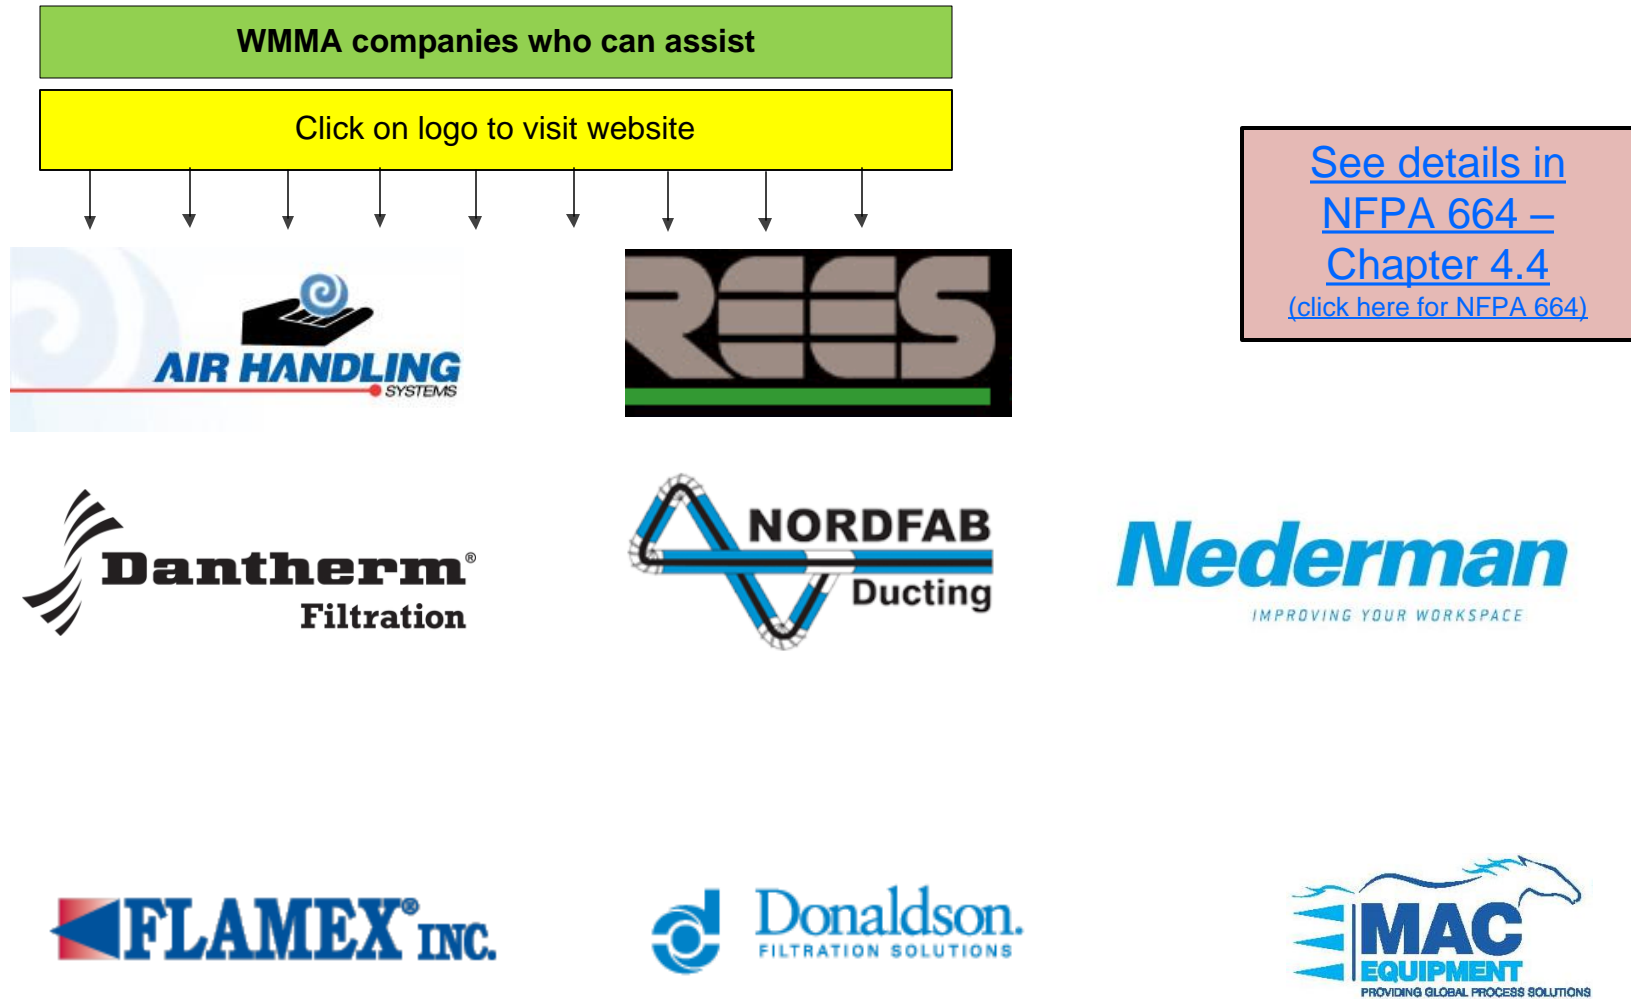 WMMA companies who can assist
Click on logo to visit website
See details in
NFPA 664 –
Chapter 4.4
(click here for NFPA 664)
AIR HANDLING
SYSTEMS
REES
Dantherm®
Filtration
NORDFAB
Ducting
Nederman
IMPROVING YOUR WORKSPACE
FLAMEX® INC.
Donaldson.
FILTRATION SOLUTIONS
MAC
EQUIPMENT
PROVIDING GLOBAL PROCESS SOLUTIONS